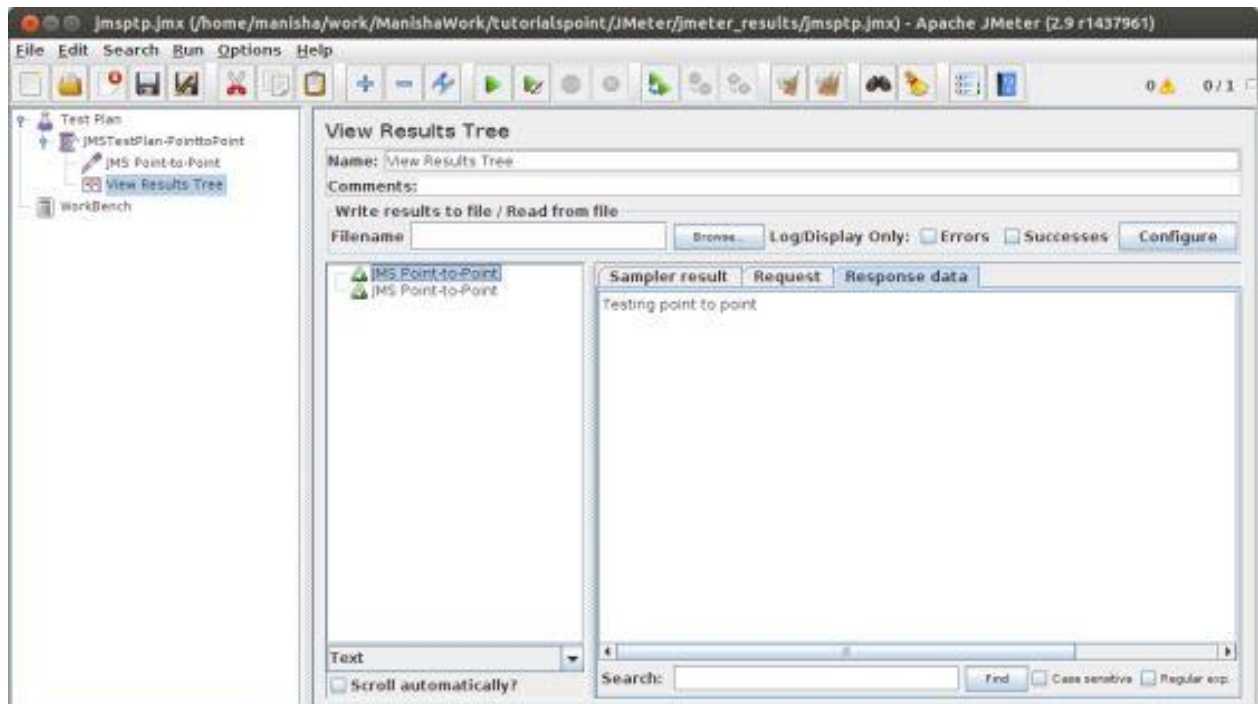 jmsptp.jmx (/home/manisha/work/ManishaWork/tutorialspoint/JMeter/jmeter_results/jmsptp.jmx) - Apache JMeter (2.9 r1437961)
File Edit Search Run Options Help
0 0/1
Test Plan
JMSTestPlan-PointtoPoint
JMS Point-to-Point
View Results Tree
WorkBench
View Results Tree
Name: View Results Tree
Comments:
Write results to file / Read from file
Filename Browse... Log/Display Only: Errors Successes Configure
JMS Point-to-Point
JMS Point-to-Point
Sampler result Request Response data
Testing point to point
Text
Scroll automatically?
Search: Find Case sensitive Regular exp.